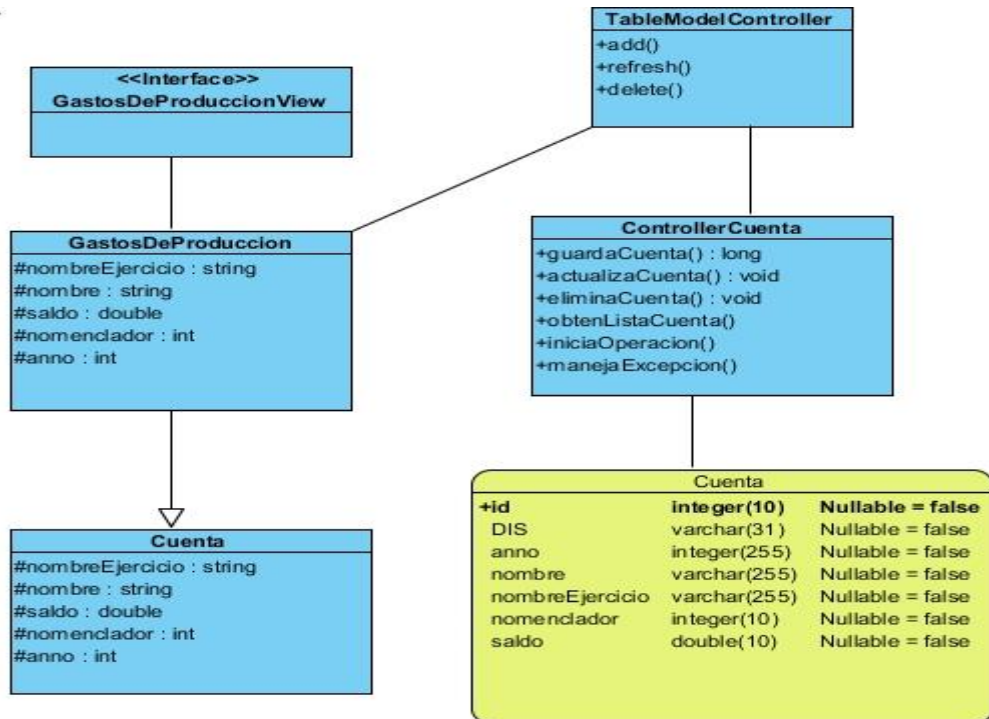 TableModelController
+add()
+refresh()
+delete()
<<Interface>>
GastosDeProduccionView
GastosDeProduccion
#nombreEjercicio : string
#nombre : string
#saldo : double
#nomenclador : int
#anno : int
ControllerCuenta
+guardaCuenta() : long
+actualizaCuenta() : void
+eliminaCuenta() : void
+obtenListaCuenta()
+iniciaOperacion()
+manejaExcepcion()
Cuenta
#nombreEjercicio : string
#nombre : string
#saldo : double
#nomenclador : int
#anno : int
Cuenta
+id integer(10) Nullable = false
DIS varchar(31) Nullable = false
anno integer(255) Nullable = false
nombre varchar(255) Nullable = false
nombreEjercicio varchar(255) Nullable = false
nomenclador integer(10) Nullable = false
saldo double(10) Nullable = false